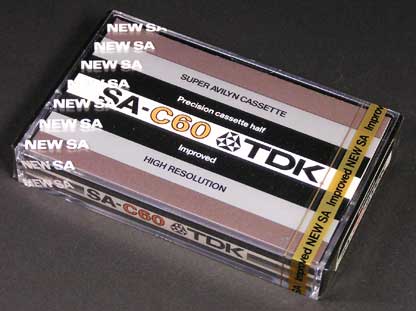 NEW SA
NEW SA
NEW SA
NEW SA
NEW SA
NEW SA
NEW SA
NEW SA
SUPER AVILYN CASSETTE
Precision cassette half
SA-C60 TDK
Improved
HIGH RESOLUTION
SA-C60 TDK
Improved NEW SA Improved NEW SA
Improved